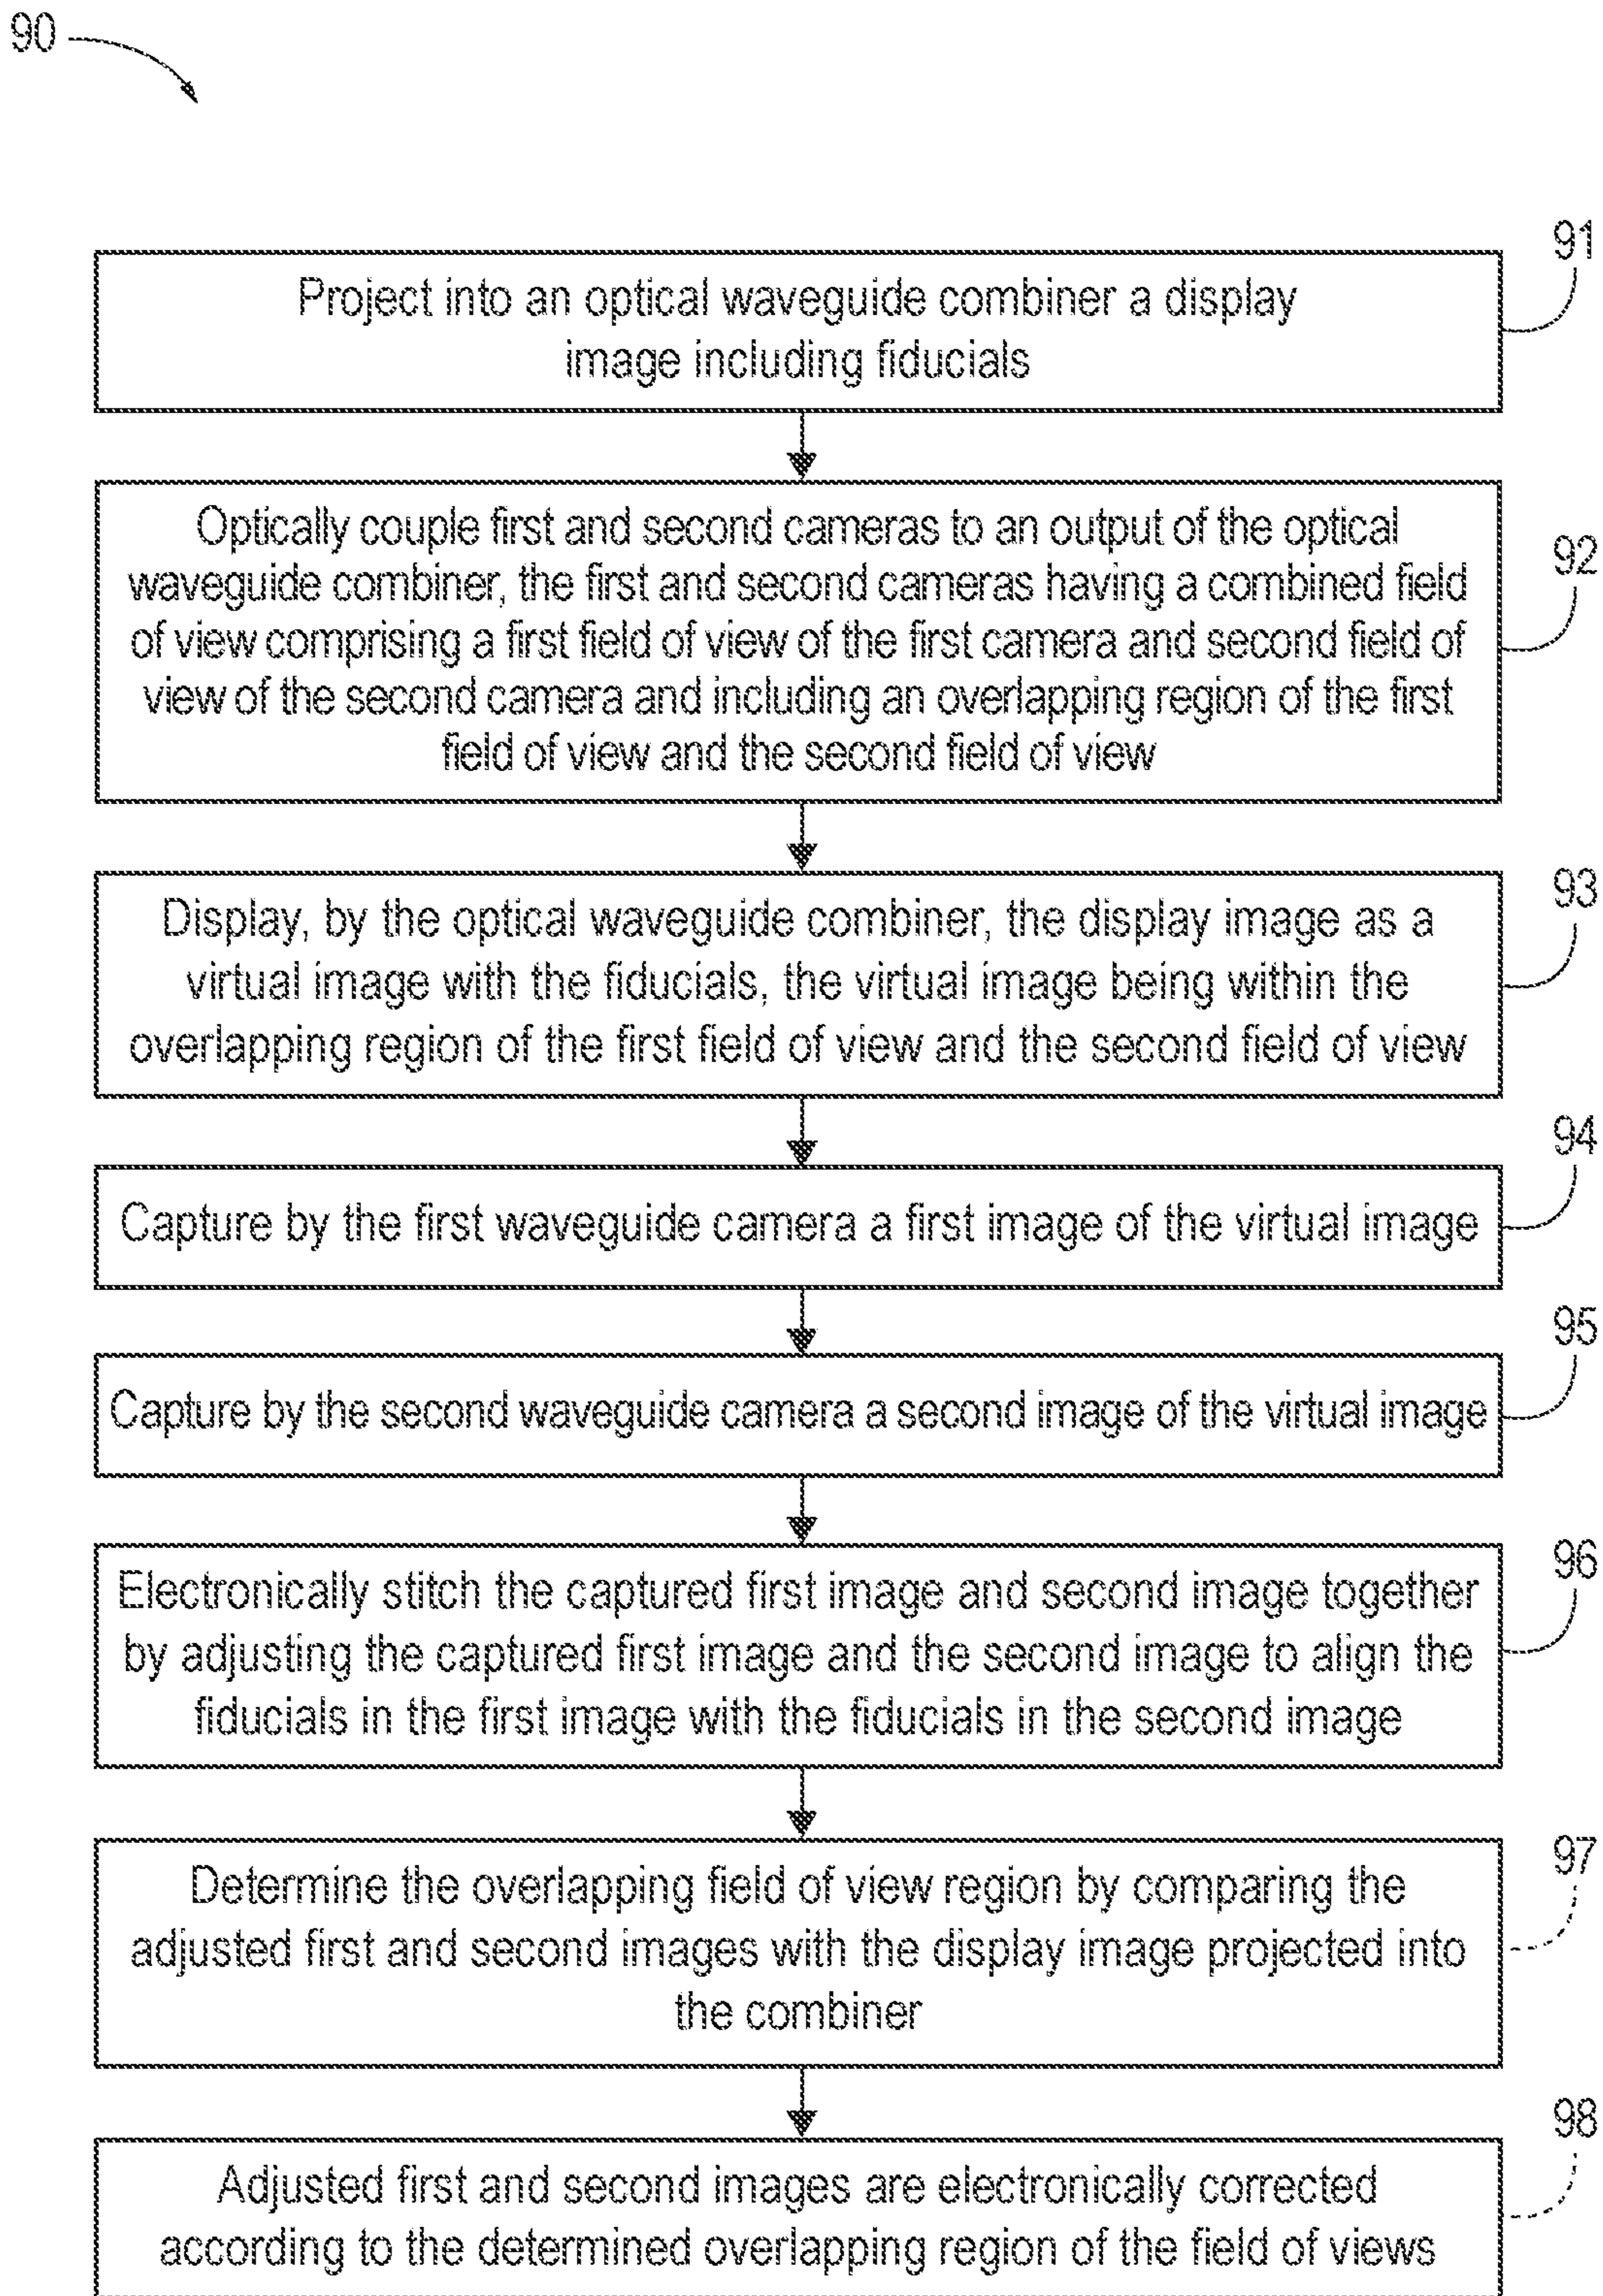 90
91
Project into an optical waveguide combiner a display
image including fiducials
92
Optically couple first and second cameras to an output of the optical
waveguide combiner, the first and second cameras having a combined field
of view comprising a first field of view of the first camera and second field of
view of the second camera and including an overlapping region of the first
field of view and the second field of view
93
Display, by the optical waveguide combiner, the display image as a
virtual image with the fiducials, the virtual image being within the
overlapping region of the first field of view and the second field of view
94
Capture by the first waveguide camera a first image of the virtual image
95
Capture by the second waveguide camera a second image of the virtual image
96
Electronically stitch the captured first image and second image together
by adjusting the captured first image and the second image to align the
fiducials in the first image with the fiducials in the second image
97
Determine the overlapping field of view region by comparing the
adjusted first and second images with the display image projected into
the combiner
98
Adjusted first and second images are electronically corrected
according to the determined overlapping region of the field of views